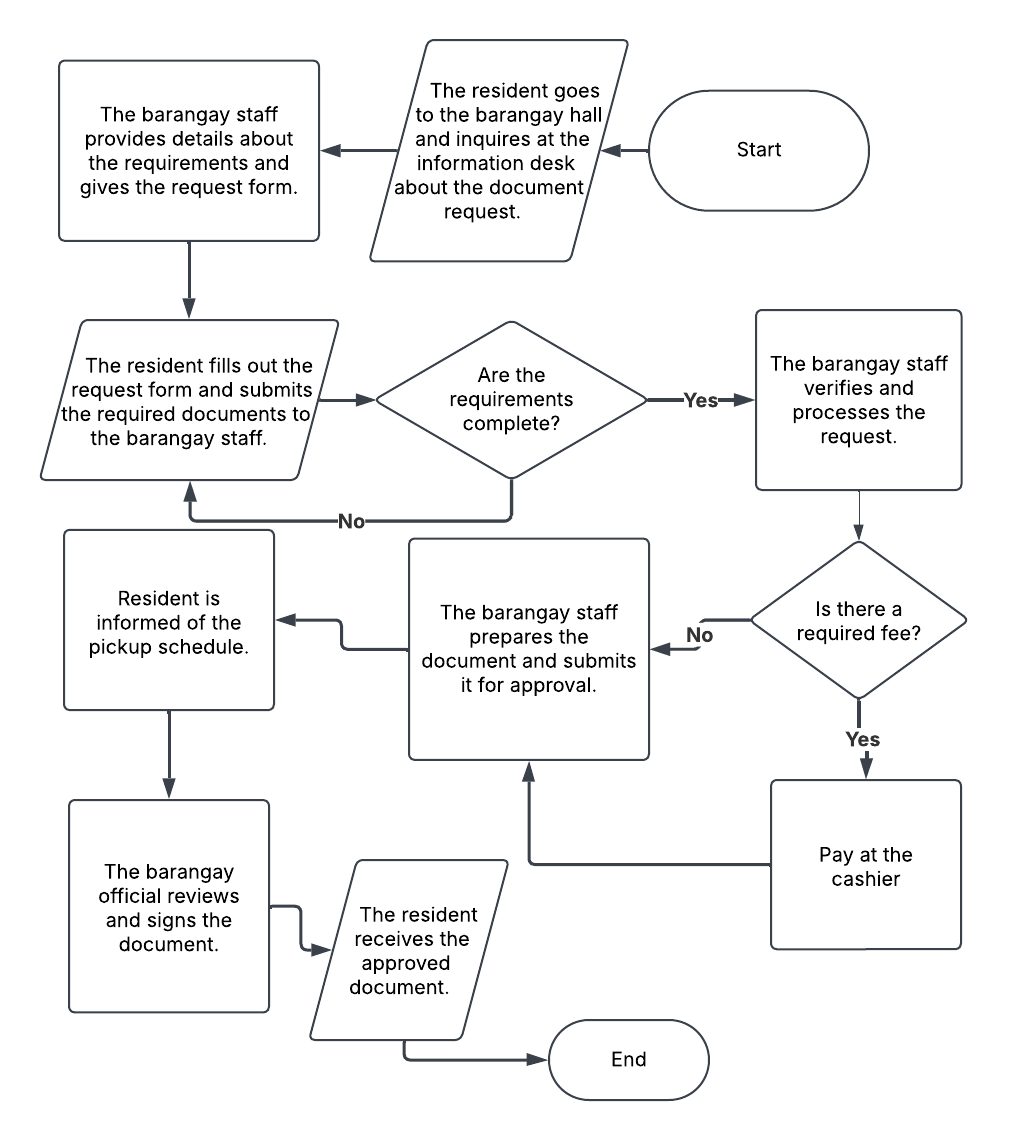 Start
The resident goes
to the barangay hall
and inquires at the
information desk
about the document
request.
The barangay staff
provides details about
the requirements and
gives the request form.
The resident fills out the
request form and submits
the required documents to
the barangay staff.
Are the
requirements
complete?
Yes
No
The barangay staff
verifies and
processes the
request.
Is there a
required fee?
No
Yes
Pay at the
cashier
The barangay staff
prepares the
document and submits
it for approval.
Resident is
informed of the
pickup schedule.
The barangay
official reviews
and signs the
document.
The resident
receives the
approved
document.
End